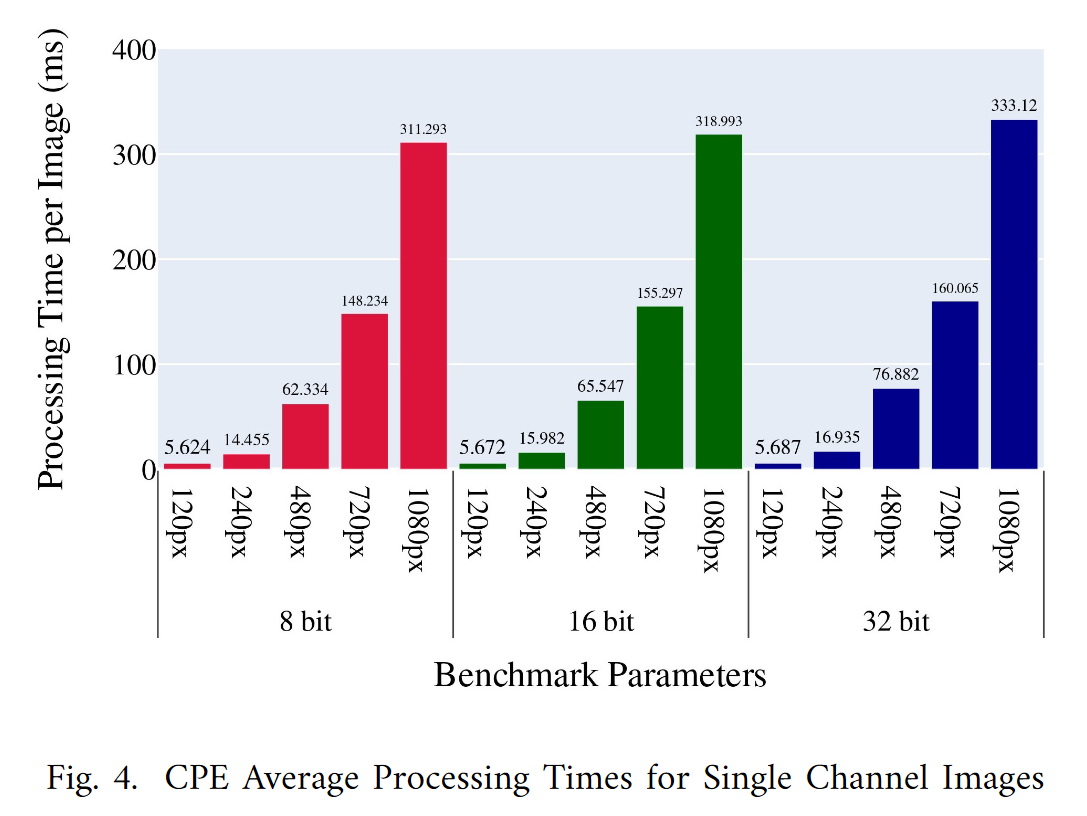 Processing Time per Image (ms)
400
300
200
100
0
5.624
14.455
62.334
148.234
311.293
5.672
15.982
65.547
155.297
318.993
5.687
16.935
76.882
160.065
333.12
120px
240px
480px
720px
1080px
120px
240px
480px
720px
1080px
120px
240px
480px
720px
1080px
8 bit
16 bit
32 bit
Benchmark Parameters
Fig. 4. CPE Average Processing Times for Single Channel Images